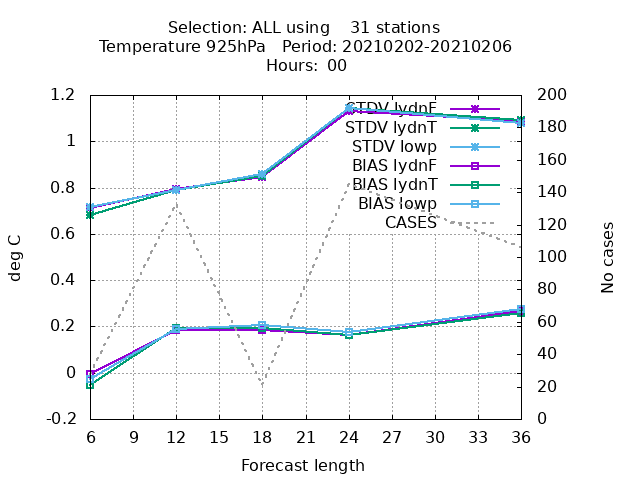 Selection: ALL using 31 stations
Temperature 925hPa Period: 20210202-20210206
Hours: 00
1.2
1
0.8
0.6
0.4
0.2
0
-0.2
deg C
STDV lydnF
STDV lydnT
STDV lowp
BIAS lydnF
BIAS lydnT
BIAS lowp
CASES
200
180
160
140
120
100
80
60
40
20
0
No cases
6 9 12 15 18 21 24 27 30 33 36
Forecast length